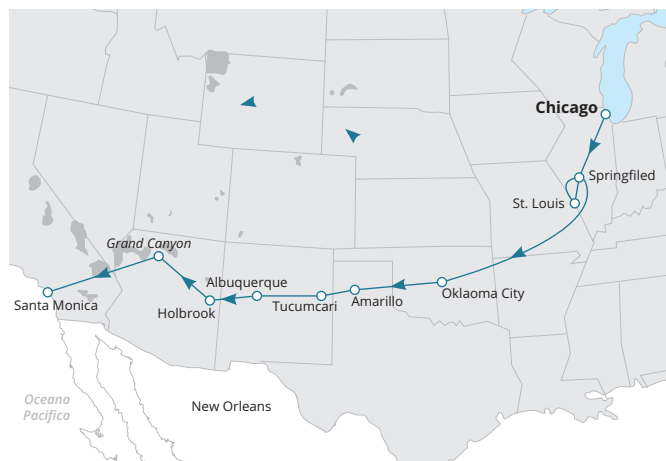 Chicago
Springfiled
St. Louis
Grand Canyon
Albuquerque
Oklaoma City
Santa Monica
Holbrook
Tucumcari
Amarillo
Oceano
Pacifico
New Orleans